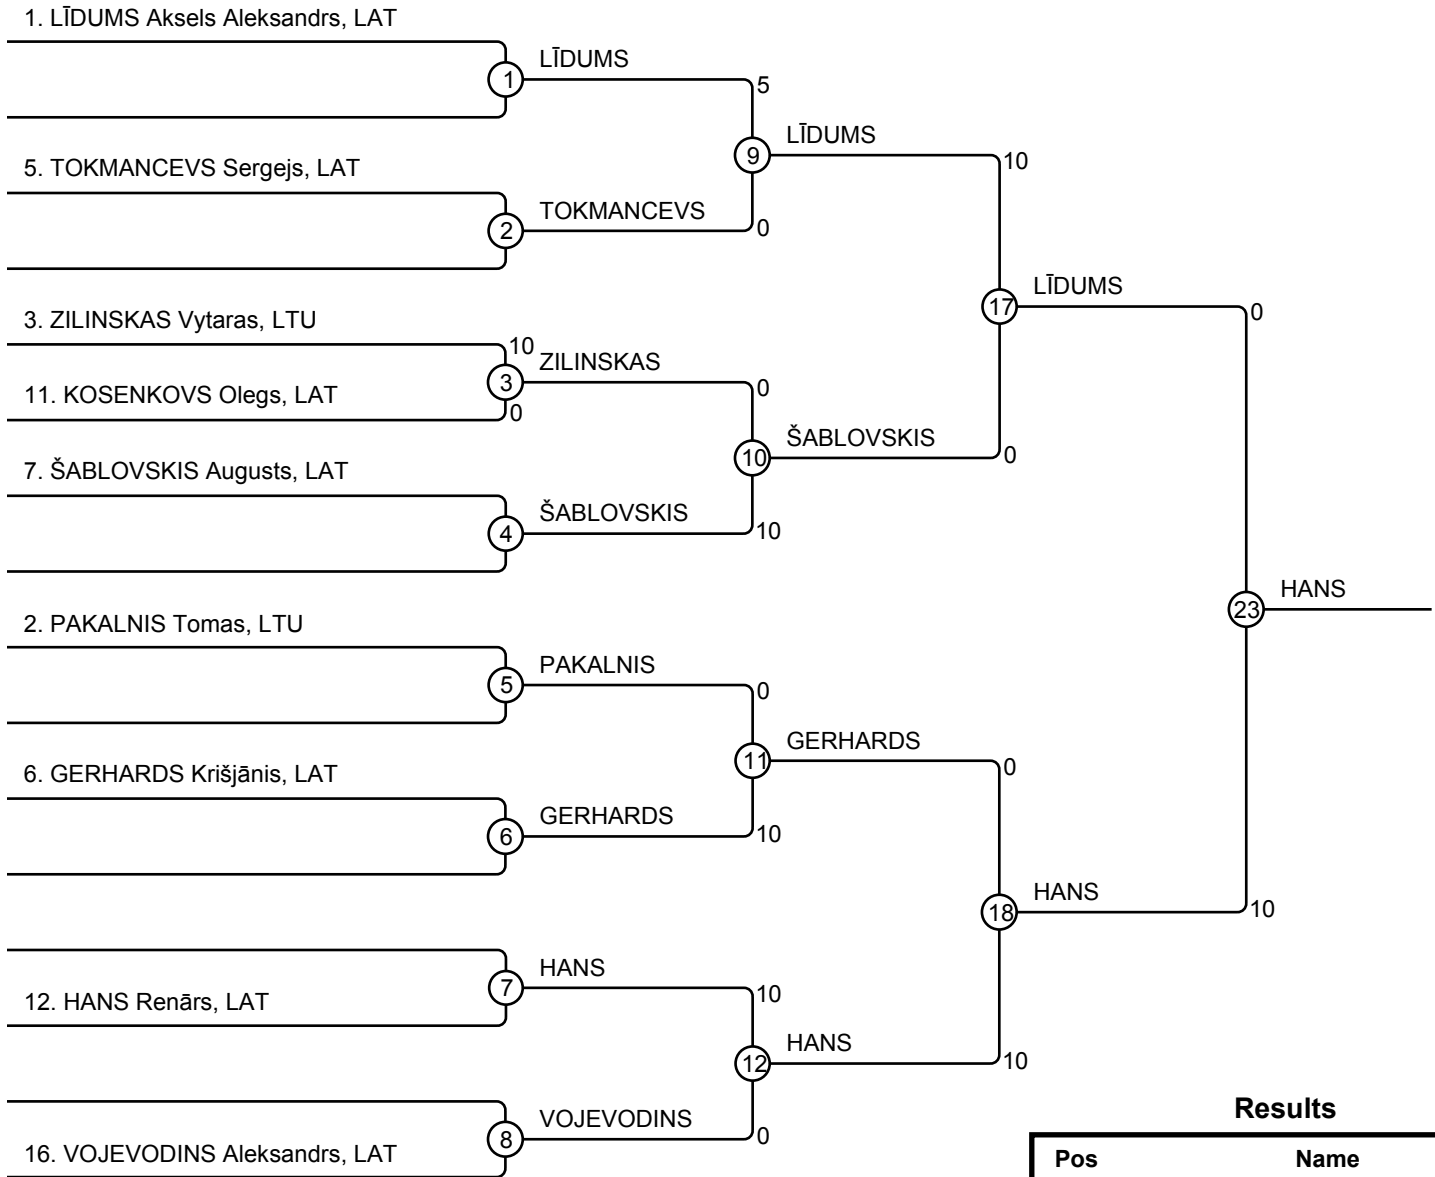 1. LĪDUMS Aksels Aleksandrs, LAT
LĪDUMS
1
5
LĪDUMS
9
10
5. TOKMANCEVS Sergejs, LAT
TOKMANCEVS
2
0
LĪDUMS
17
0
3. ZILINSKAS Vytaras, LTU
10
ZILINSKAS
3
0
11. KOSENKOVS Olegs, LAT
0
ŠABLOVSKIS
10
0
7. ŠABLOVSKIS Augusts, LAT
ŠABLOVSKIS
4
10
HANS
23
2. PAKALNIS Tomas, LTU
PAKALNIS
5
0
GERHARDS
11
0
6. GERHARDS Krišjānis, LAT
GERHARDS
6
10
HANS
18
10
HANS
7
10
12. HANS Renārs, LAT
HANS
12
10
VOJEVODINS
8
0
16. VOJEVODINS Aleksandrs, LAT
Results
Pos Name